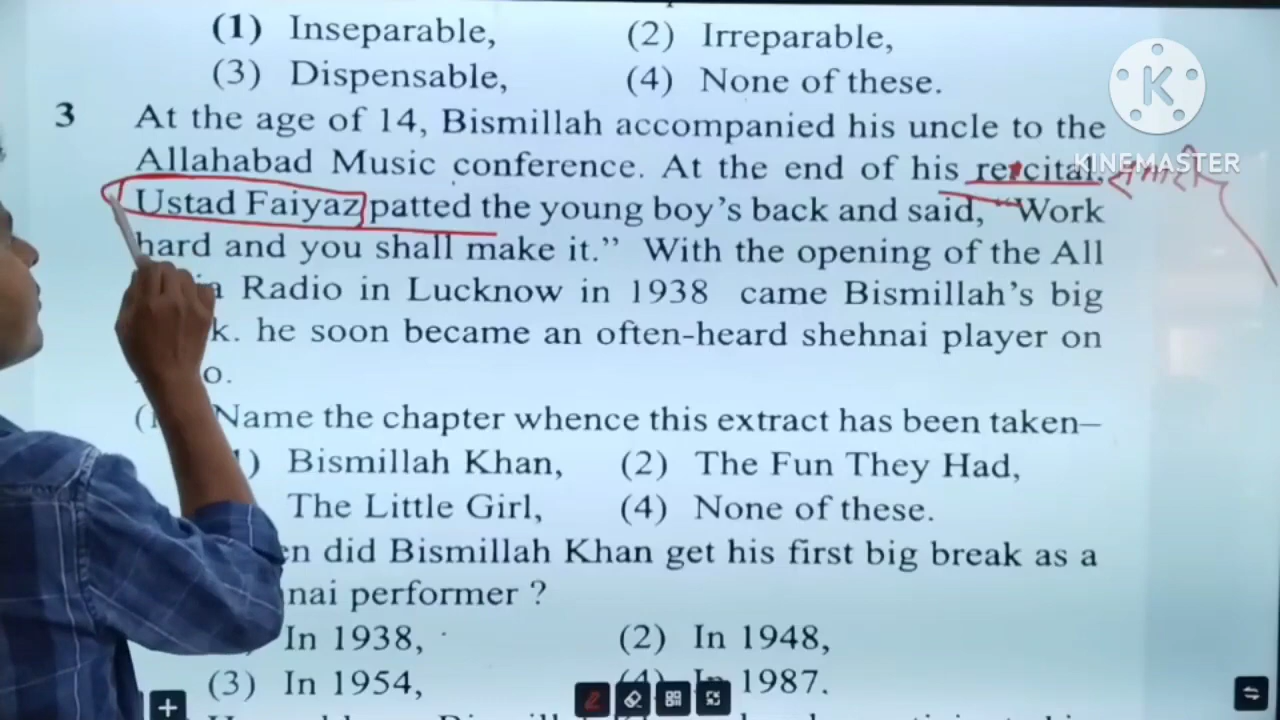 (1) Inseparable, (2) Irreparable,
(3) Dispensable, (4) None of these.
3 At the age of 14, Bismillah accompanied his uncle to the
Allahabad Music conference. At the end of his recital,
Ustad Faiyaz patted the young boy's back and said, "Work
hard and you shall make it." With the opening of the All
a Radio in Lucknow in 1938 came Bismillah's big
k. he soon became an often-heard shehnai player on
o.
Name the chapter whence this extract has been taken–
1) Bismillah Khan, (2) The Fun They Had,
The Little Girl, (4) None of these.
en did Bismillah Khan get his first big break as a
nai performer ?
In 1938, (2) In 1948,
(3) In 1954, (4) In 1987.
K
KINEMASTER